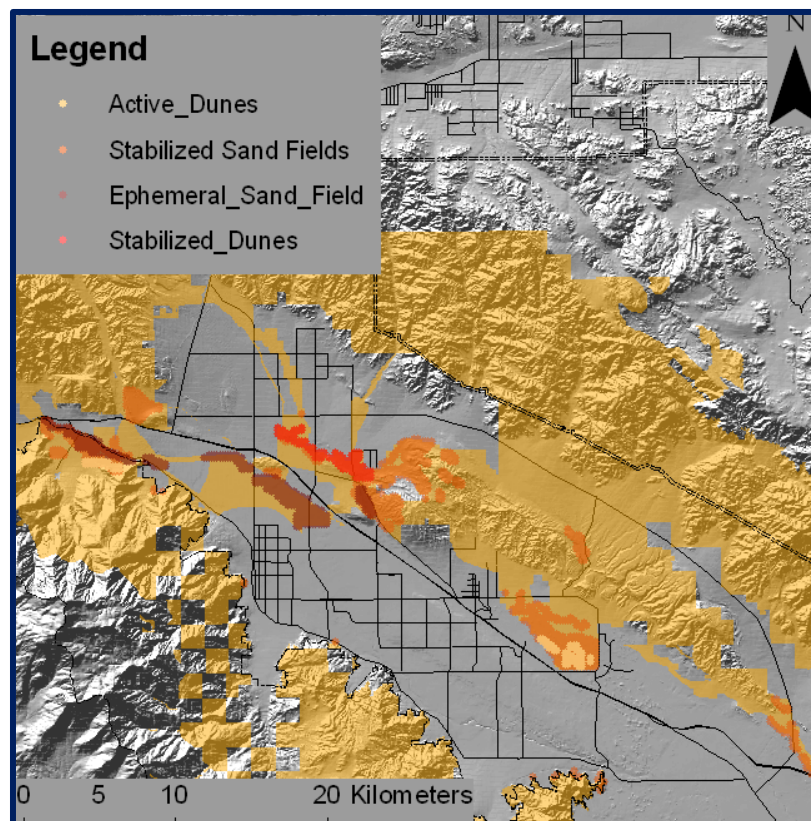 Legend
N
Active_Dunes
Stabilized Sand Fields
Ephemeral_Sand_Field
Stabilized_Dunes
0 5 10 20 Kilometers